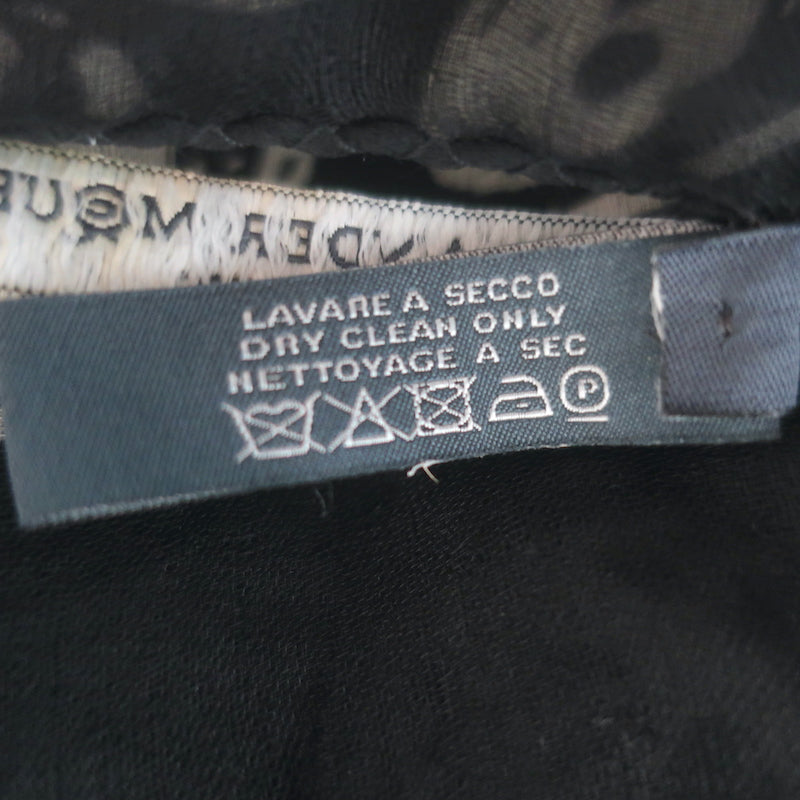 LAVARE A SECCO
DRY CLEAN ONLY
NETTOYAGE A SEC
P